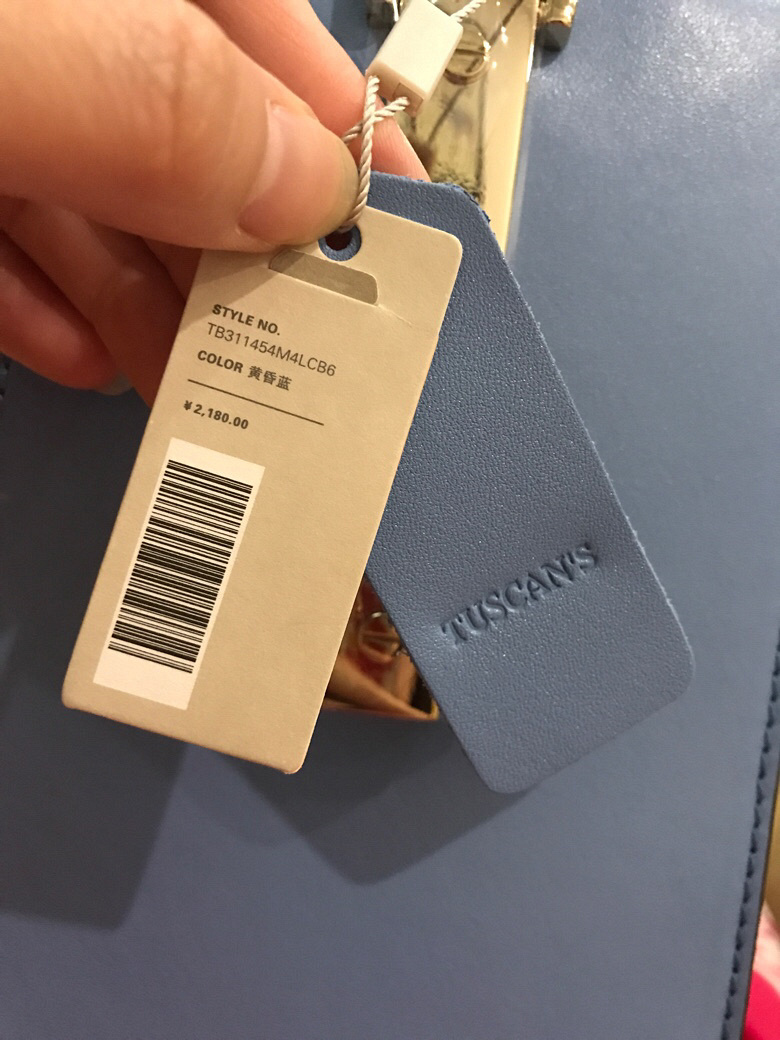 STYLE NO.
TB311454M4LCB6
COLOR 黄昏蓝
¥2,180.00
TUSCAN'S